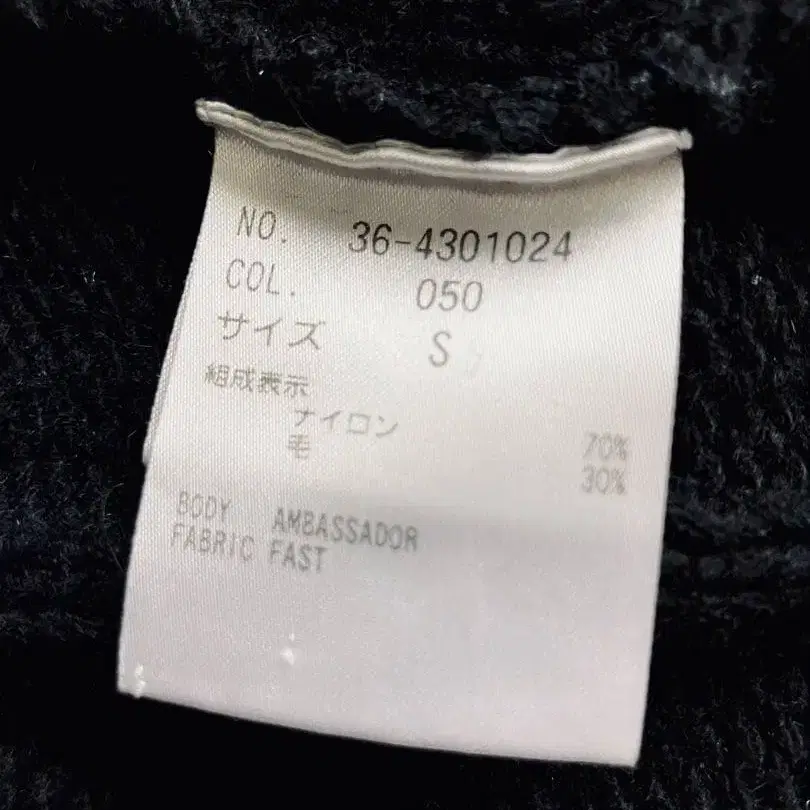 NO. 36-4301024
COL. 050
サイズ S
組成表示
ナイロン 70%
毛 30%
BODY AMBASSADOR
FABRIC FAST